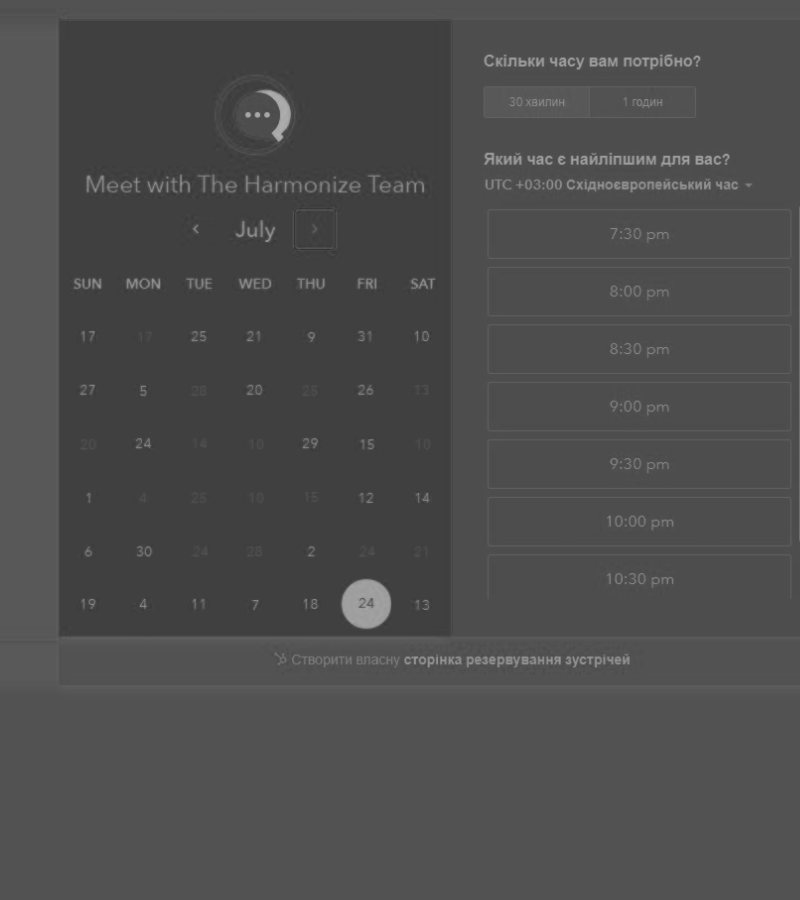 Meet with The Harmonize Team
July
SUN MON TUE WED THU FRI SAT
17 17 25 21 9 31 10
27 5 28 20 25 26 13
20 24 14 10 29 15 10
1 4 25 10 15 12 14
6 30 24 28 2 24 21
19 4 11 7 18 24 13
Скільки часу вам потрібно?
30 хвилин 1 годин
Який час є найліпшим для вас?
UTC +03:00 Східноєвропейський час
7:30 pm
8:00 pm
8:30 pm
9:00 pm
9:30 pm
10:00 pm
10:30 pm
Створити власну сторінка резервування зустрічей